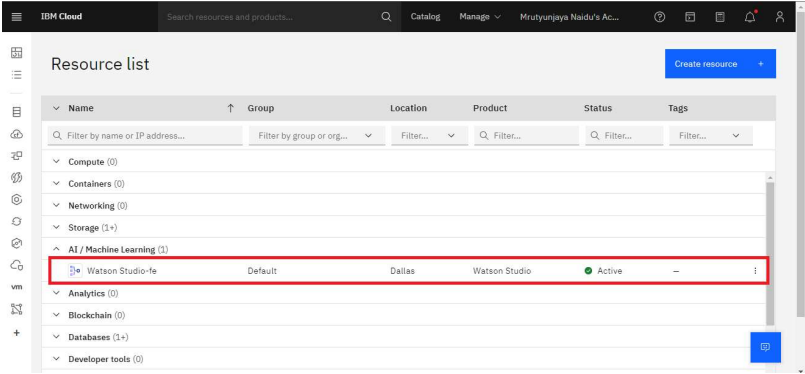 IBM Cloud Search resources and products... Catalog Manage Mrutyunjaya Naidu's Ac...
Resource list
Create resource +
Name Group Location Product Status Tags
Filter by name or IP address... Filter by group or org... Filter... Filter... Filter... Filter...
Compute (0)
Containers (0)
Networking (0)
Storage (1+)
AI / Machine Learning (1)
Watson Studio-fe Default Dallas Watson Studio Active –
Analytics (0)
vm
Blockchain (0)
Databases (1+)
Developer tools (0)